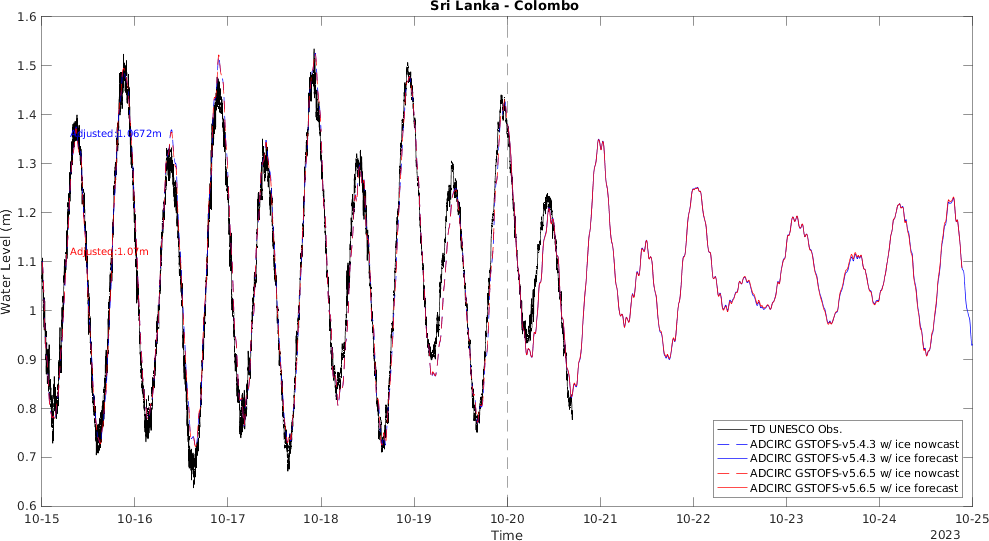 Sri Lanka - Colombo
1.6
1.5
1.4
1.3
1.2
1.1
1
0.9
0.8
0.7
0.6
Water Level (m)
Adjusted:1.0672m
Adjusted:1.07m
TD UNESCO Obs.
ADCIRC GSTOFS-v5.4.3 w/ ice nowcast
ADCIRC GSTOFS-v5.4.3 w/ ice forecast
ADCIRC GSTOFS-v5.6.5 w/ ice nowcast
ADCIRC GSTOFS-v5.6.5 w/ ice forecast
10-15 10-16 10-17 10-18 10-19 10-20 10-21 10-22 10-23 10-24 10-25
Time
2023